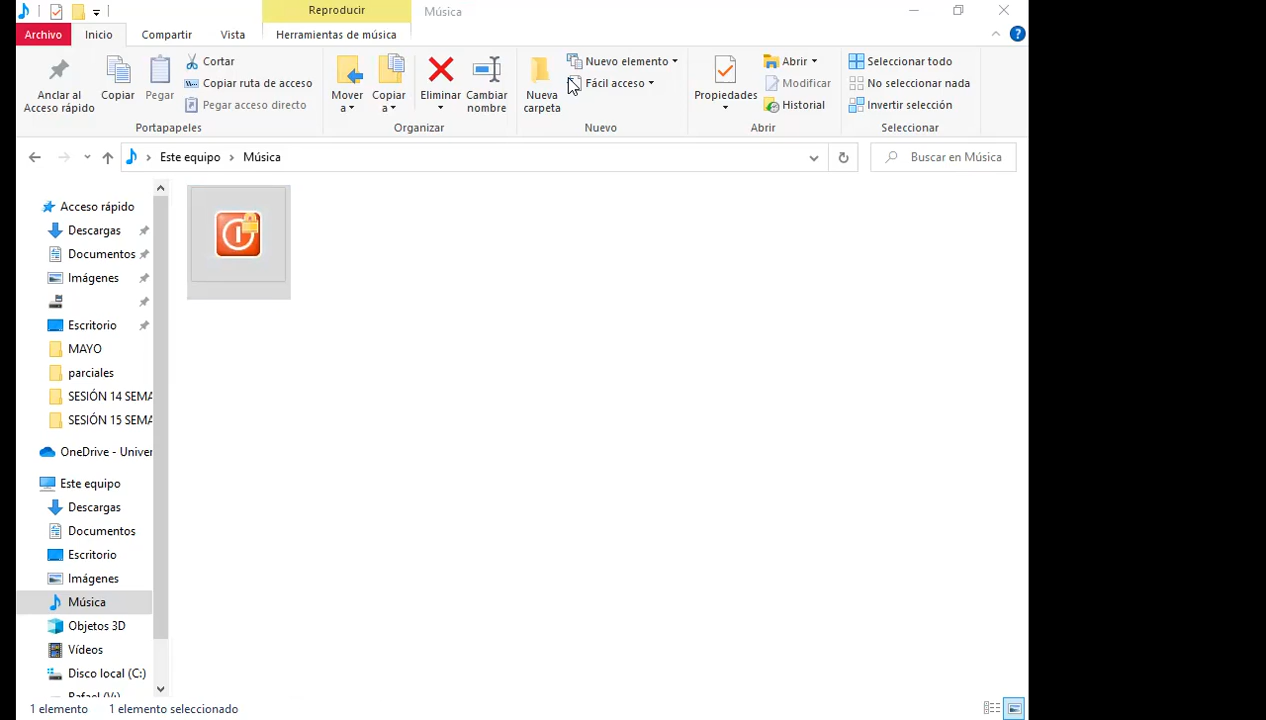 Reproducir
Música
Archivo Inicio Compartir Vista Herramientas de música
Anclar al Acceso rápido
Copiar
Pegar
Cortar
Copiar ruta de acceso
Pegar acceso directo
Portapapeles
Mover a
Copiar a
Eliminar
Cambiar nombre
Organizar
Nueva carpeta
Nuevo elemento
Fácil acceso
Nuevo
Propiedades
Abrir
Modificar
Historial
Abrir
Seleccionar todo
No seleccionar nada
Invertir selección
Seleccionar
Este equipo > Música
Buscar en Música
Acceso rápido
Descargas
Documentos
Imágenes
Escritorio
MAYO
parciales
SESIÓN 14 SEMA
SESIÓN 15 SEMA
OneDrive - Univer
Este equipo
Descargas
Documentos
Escritorio
Imágenes
Música
Objetos 3D
Vídeos
Disco local (C:)
Rafael (V:)
1 elemento 1 elemento seleccionado